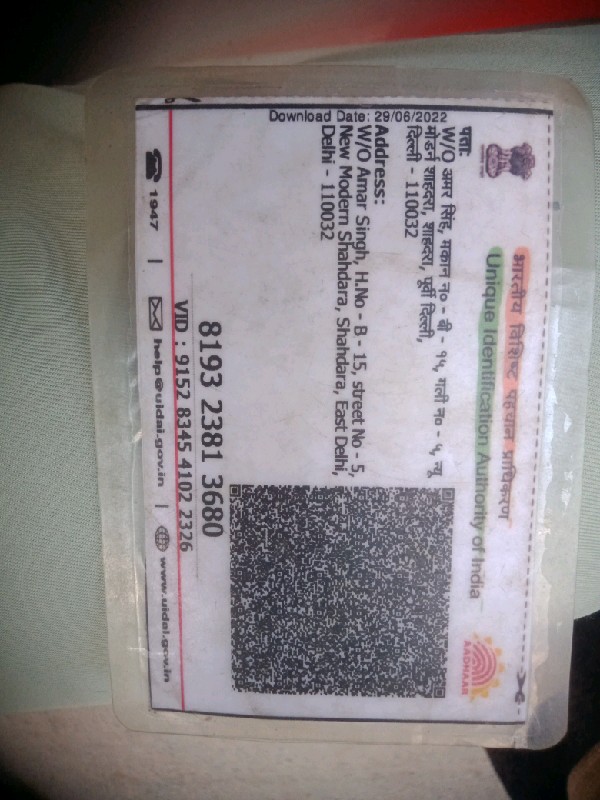 भारतीय विशिष्ट पहचान प्राधिकरण
Unique Identification Authority of India
AADHAAR
Download Date: 29/06/2022
पता:
W/O अमर सिंह, मकान न० - बी - १५, गली न० - ५, न्यू
मोडर्न शाहदरा, शाहदरा, पूर्वी दिल्ली,
दिल्ली - 110032
Address:
W/O Amar Singh, H.No - B - 15, street No - 5,
New Modern Shahdara, Shahdara, East Delhi,
Delhi - 110032
8193 2381 3680
VID : 9152 8345 4102 2326
1947 | help@uidai.gov.in | www.uidai.gov.in